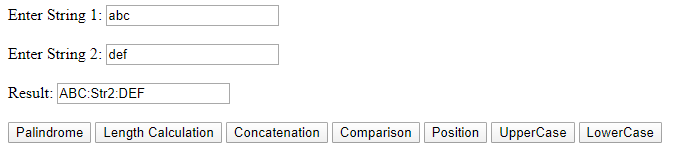 Enter String 1: abc
Enter String 2: def
Result: ABC:Str2:DEF
Palindrome Length Calculation Concatenation Comparison Position UpperCase LowerCase